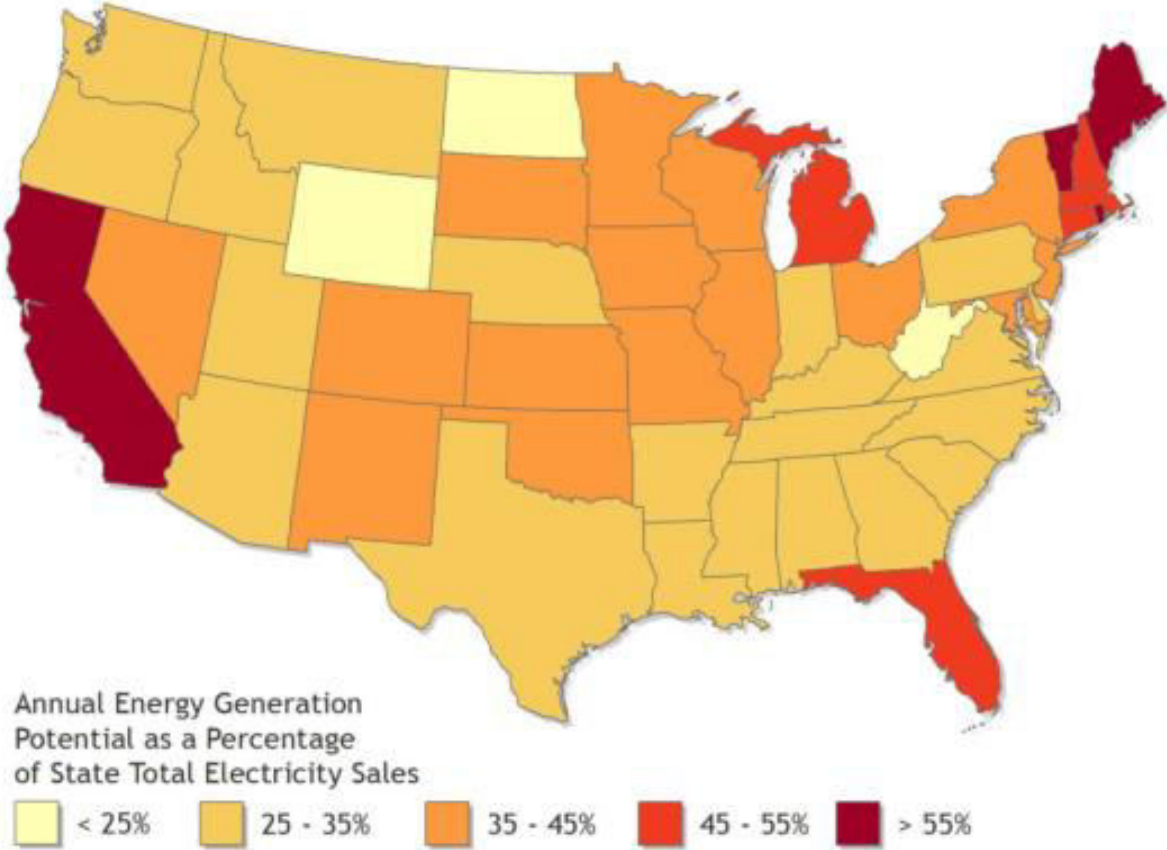 Annual Energy Generation
Potential as a Percentage
of State Total Electricity Sales
< 25% 25 - 35% 35 - 45% 45 - 55% > 55%